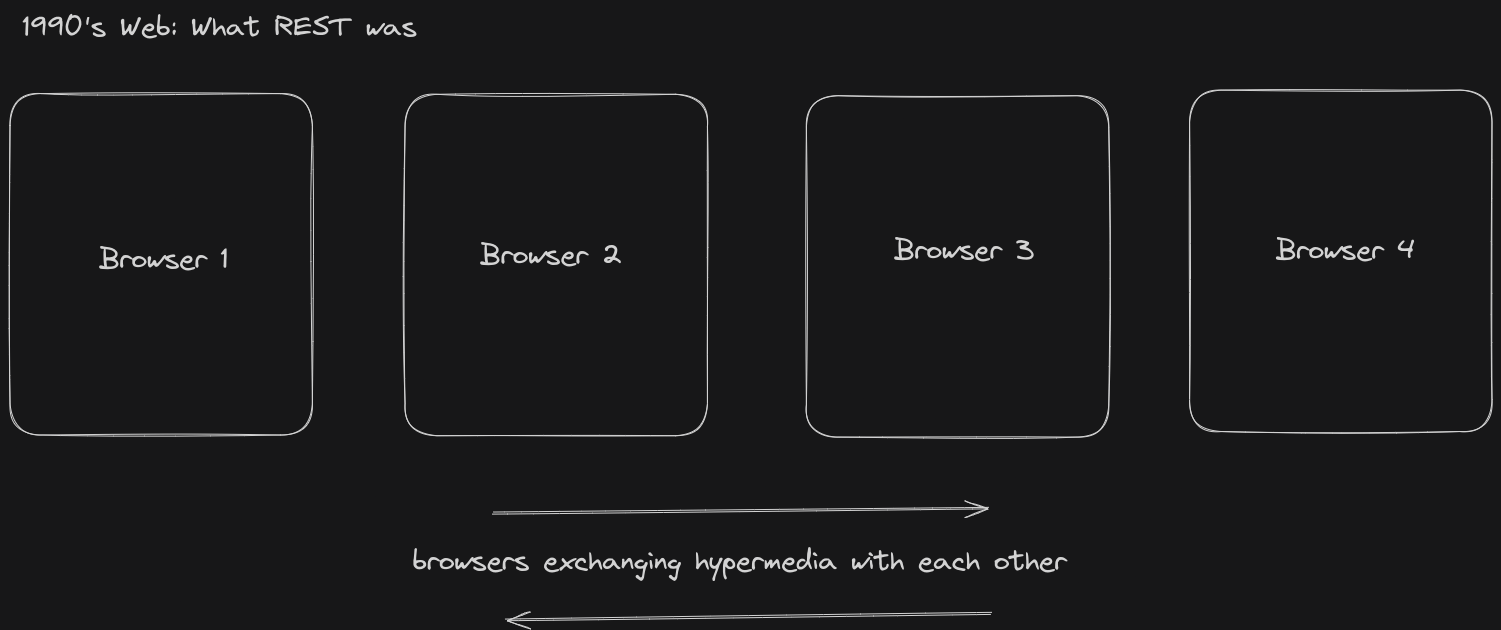 1990's Web: What REST was
Browser 1
Browser 2
Browser 3
Browser 4
browsers exchanging hypermedia with each other